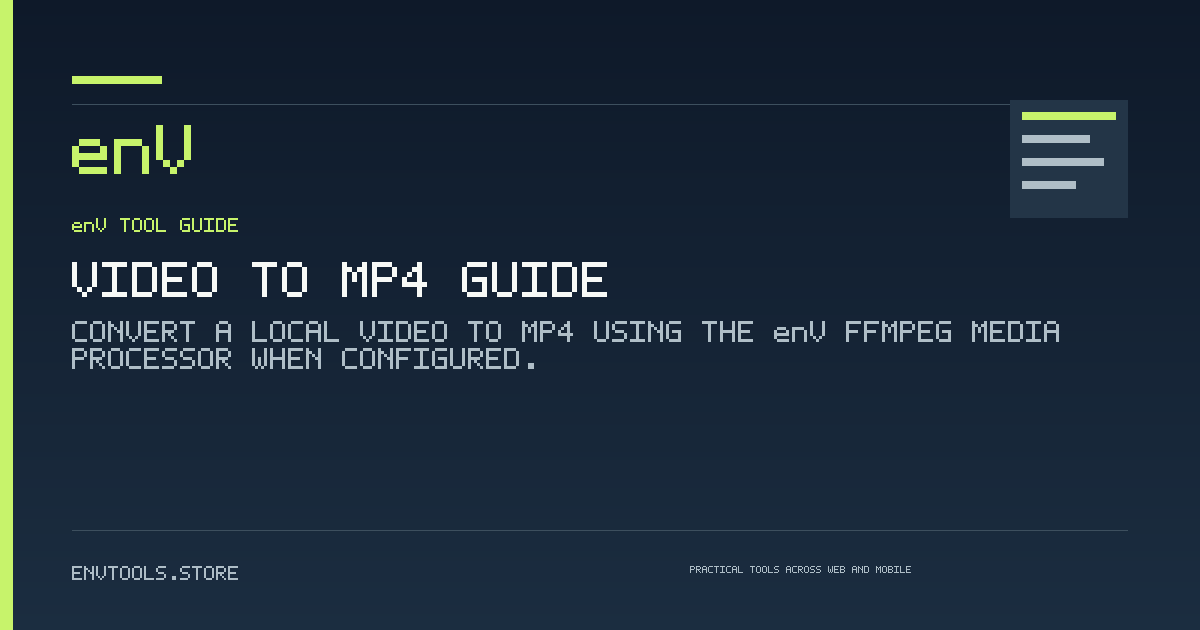 enV
enV TOOL GUIDE
VIDEO TO MP4 GUIDE
CONVERT A LOCAL VIDEO TO MP4 USING THE enV FFMPEG MEDIA
PROCESSOR WHEN CONFIGURED.
ENVTOOLS.STORE
PRACTICAL TOOLS ACROSS WEB AND MOBILE